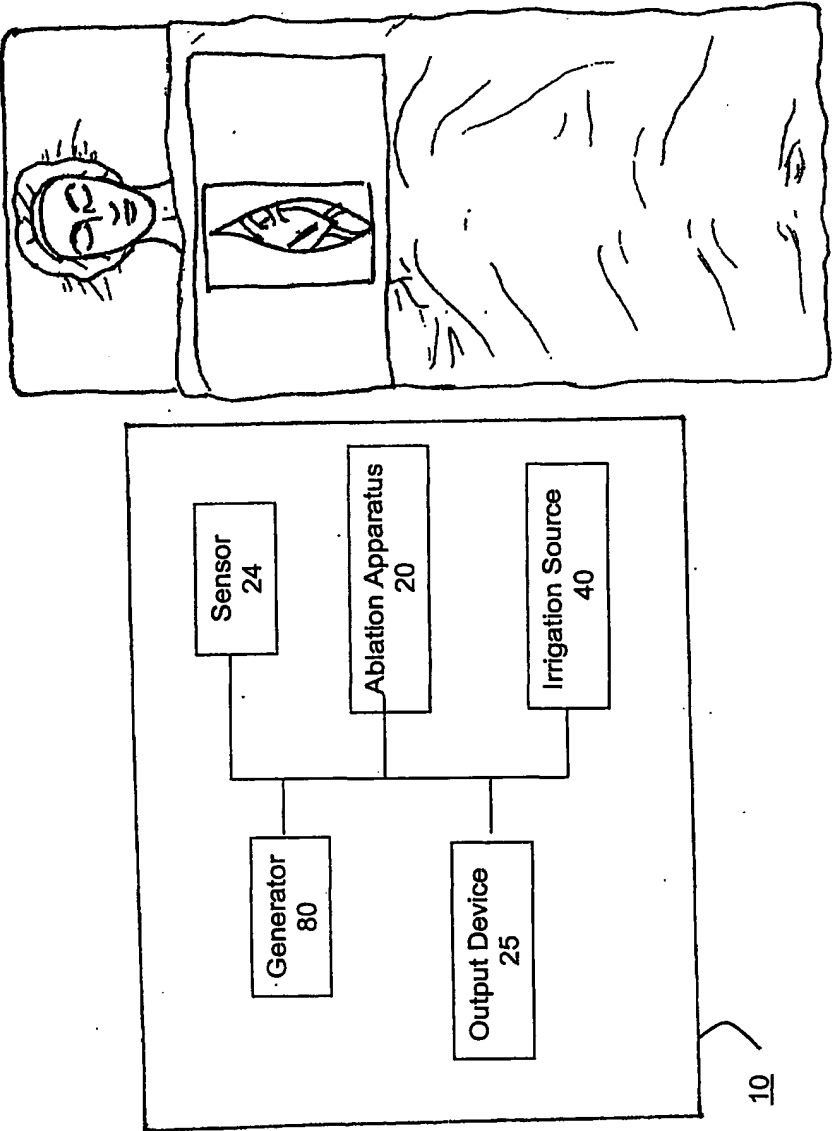 Sensor
24
Ablation Apparatus
20
Irrigation Source
40
Generator
80
Output Device
25
10